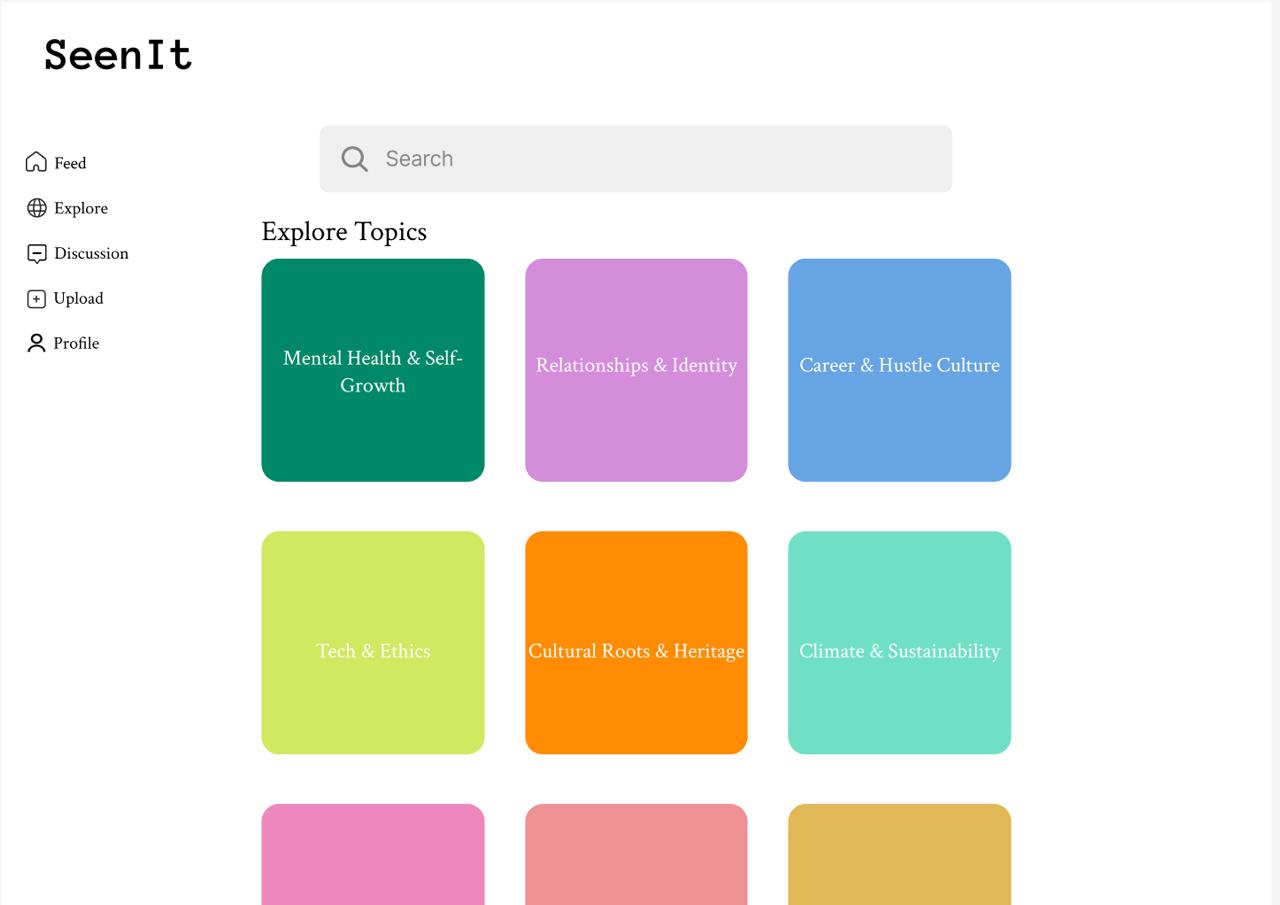 SeenIt
Feed
Explore
Discussion
Upload
Profile
Search
Explore Topics
Mental Health & Self-
Growth
Relationships & Identity
Career & Hustle Culture
Tech & Ethics
Cultural Roots & Heritage
Climate & Sustainability